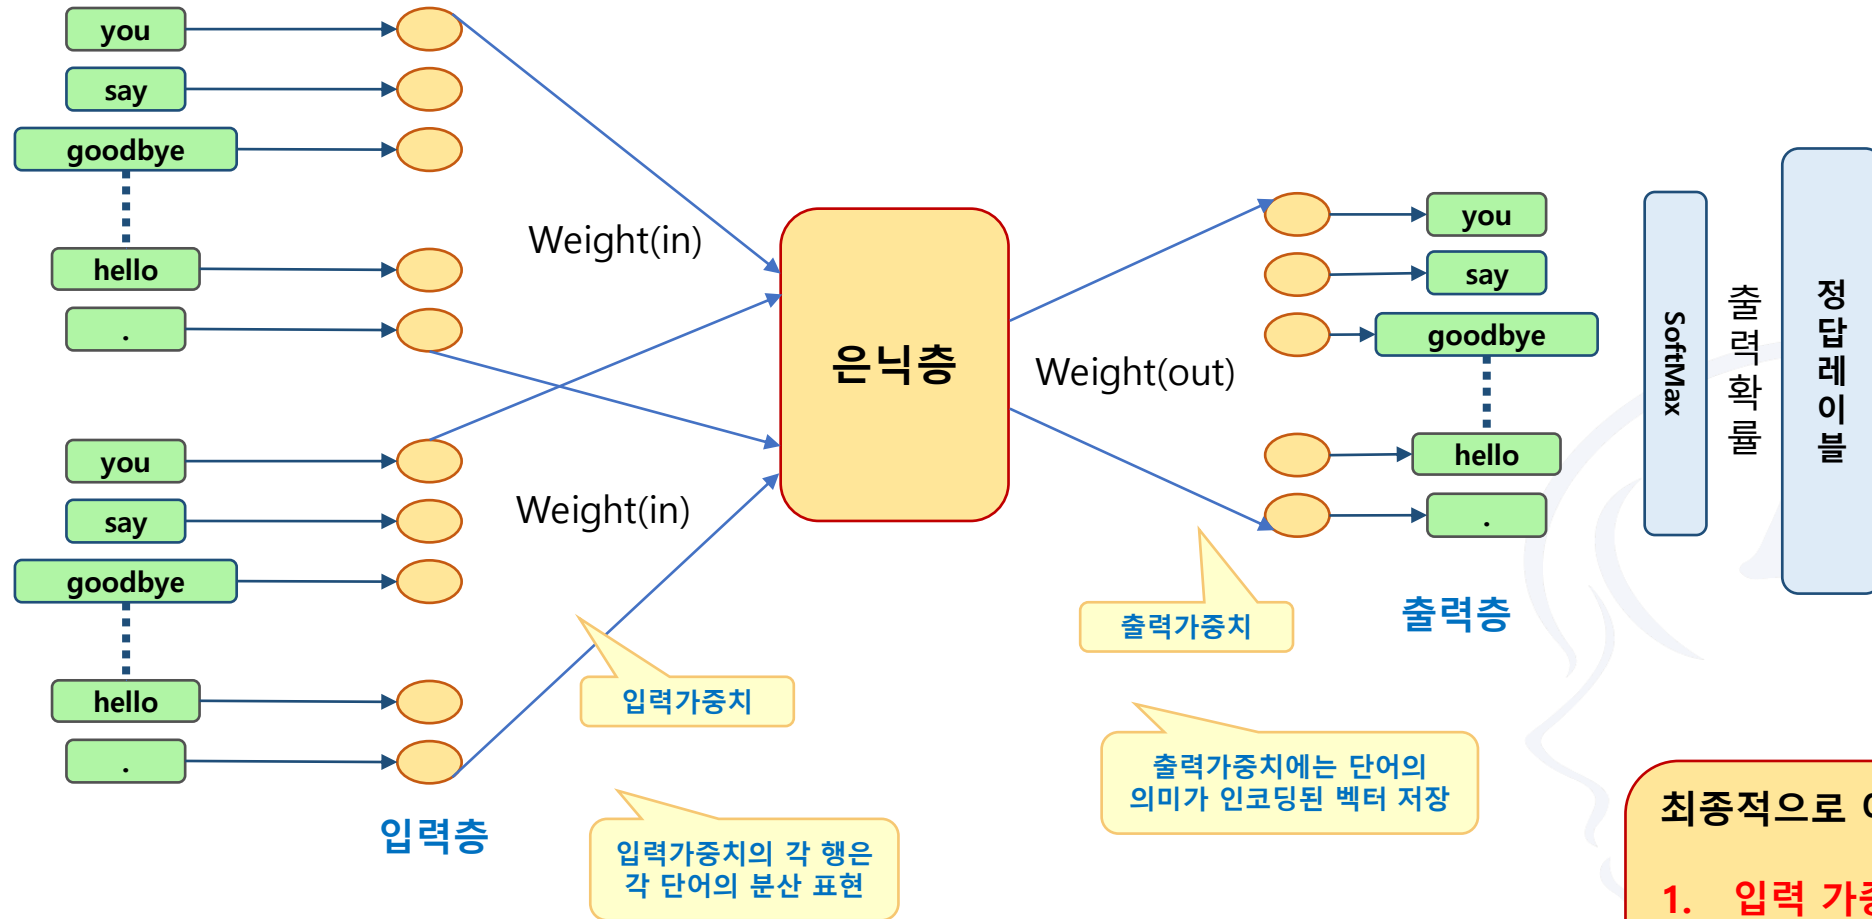 you
say
goodbye
hello
.
Weight(in)
you
say
goodbye
hello
.
Weight(in)
입력층
입력가중치
입력가중치의 각 행은
각 단어의 분산 표현
은닉층
Weight(out)
you
say
goodbye
hello
.
출력층
출력가중치
출력가중치에는 단어의
의미가 인코딩된 벡터 저장
SoftMax
출력확률
정답레이블
최종적으로
1. 입력